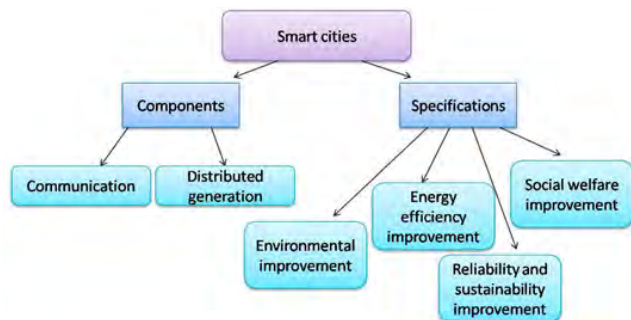 Smart cities
Components
Specifications
Communication
Distributed
generation
Environmental
improvement
Energy
efficiency
improvement
Reliability and
sustainability
improvement
Social welfare
improvement